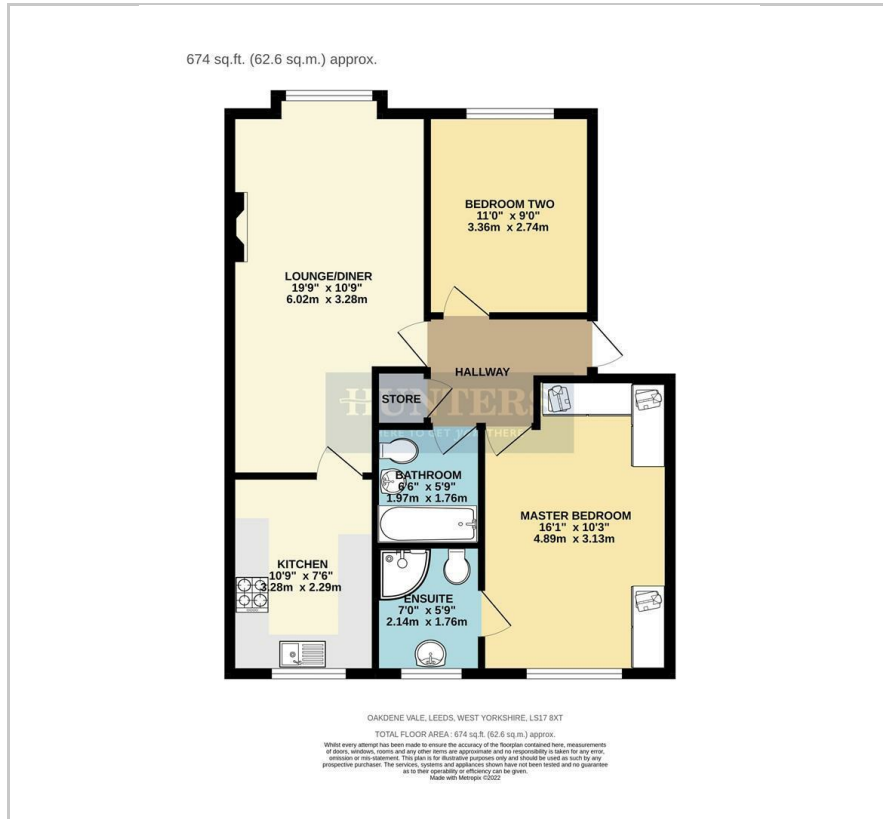 674 sq.ft. (62.6 sq.m.) approx.
BEDROOM TWO
11'0" x 9'0"
3.36m x 2.74m
LOUNGE/DINER
19'9" x 10'9"
6.02m x 3.28m
HALLWAY
STORE
HUNTERS
HERE TO GET YOU THERE
BATHROOM
6'6" x 5'9"
1.97m x 1.76m
MASTER BEDROOM
16'1" x 10'3"
4.89m x 3.13m
KITCHEN
10'9" x 7'6"
3.28m x 2.29m
ENSUITE
7'0" x 5'9"
2.14m x 1.76m
OAKDENE VALE, LEEDS, WEST YORKSHIRE, LS17 8XT
TOTAL FLOOR AREA : 674 sq.ft. (62.6 sq.m.) approx.
Whilst every attempt has been made to ensure the accuracy of the floorplan contained here, measurements
of doors, windows, rooms and any other items are approximate and no responsibility is taken for any error,
omission or mis-statement. This plan is for illustrative purposes only and should be used as such by any
prospective purchaser. The services, systems and appliances shown have not been tested and no guarantee
as to their operability or efficiency can be given.
Made with Metropix ©2022